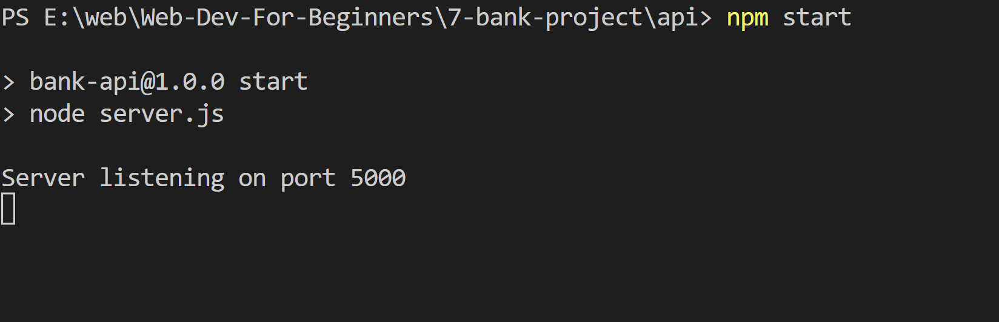 PS E:\web\Web-Dev-For-Beginners\7-bank-project\api> npm start
> bank-api@1.0.0 start
> node server.js
Server listening on port 5000